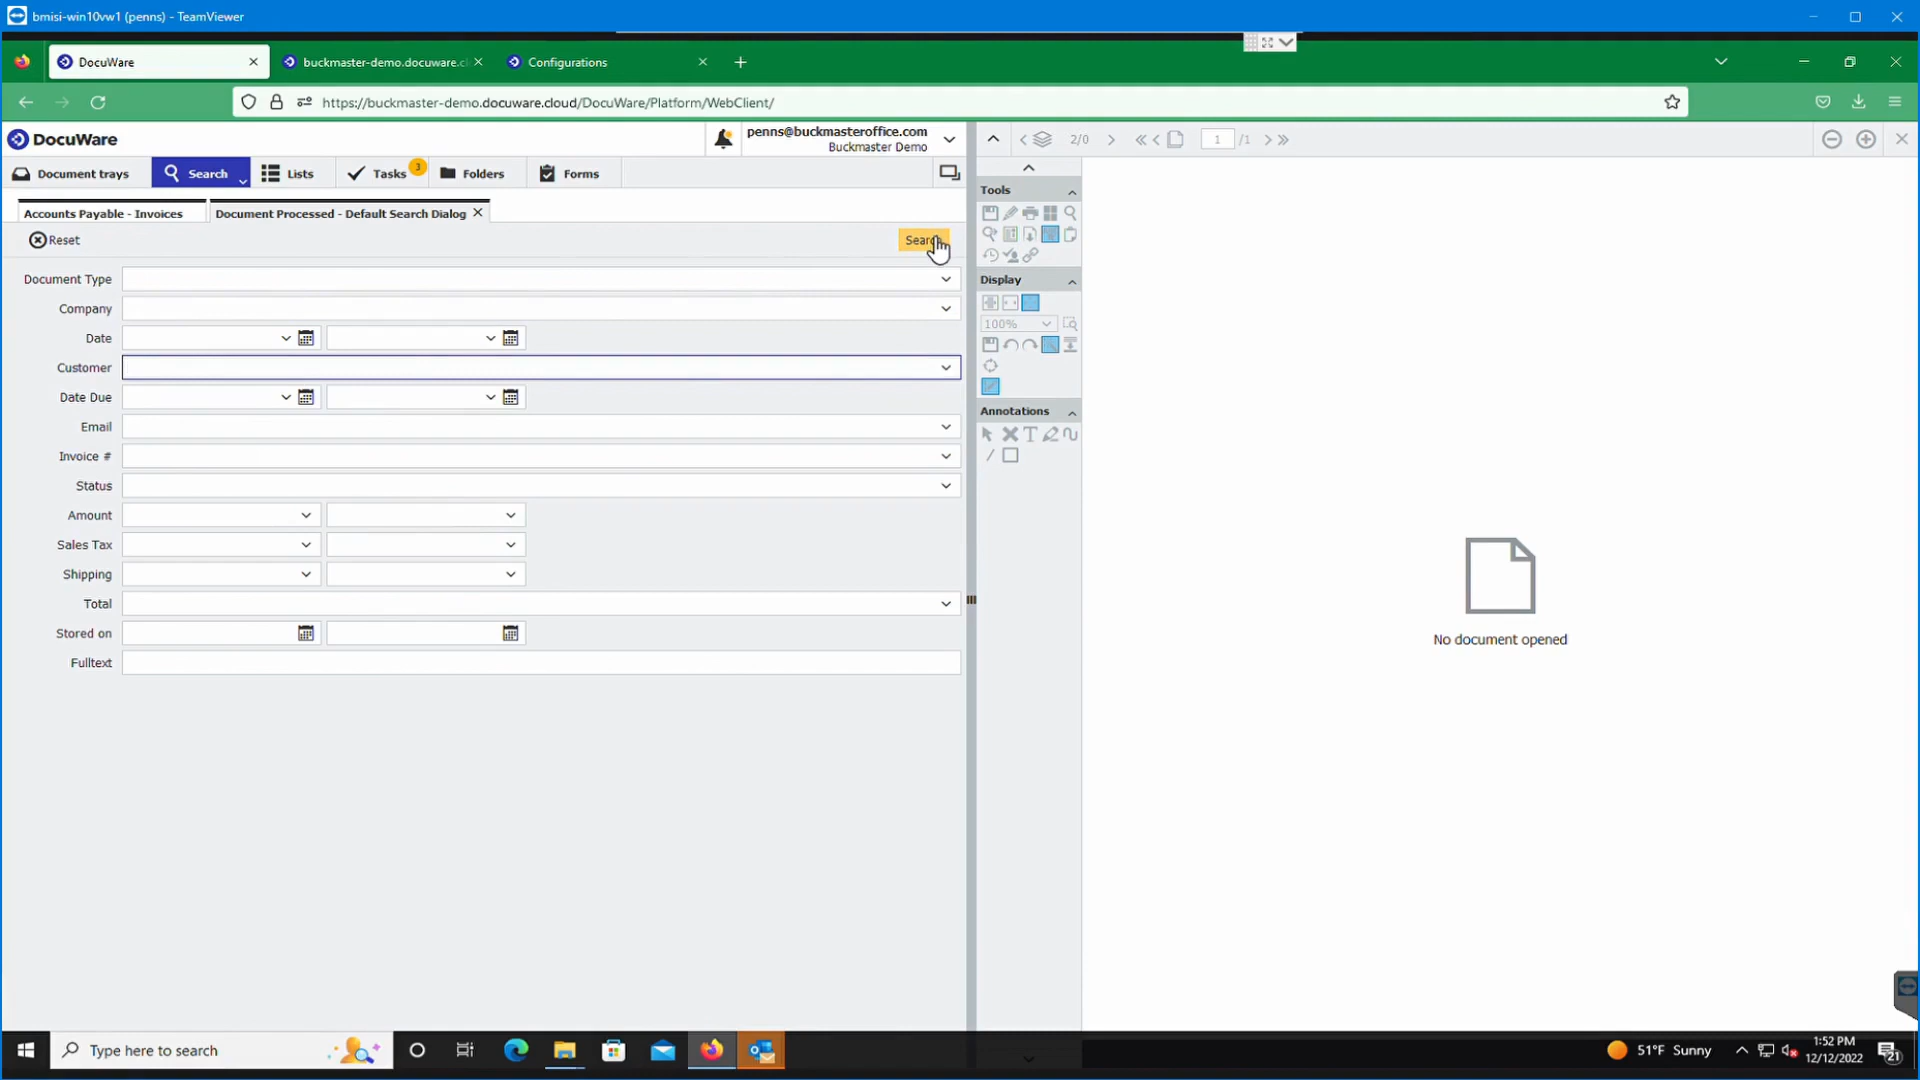 bmisi-win10vw1 (penns) - TeamViewer
DocuWare
buckmaster-demo.docuware.cl
Configurations
https://buckmaster-demo.docuware.cloud/DocuWare/Platform/WebClient/
DocuWare
penns@buckmasteroffice.com
Buckmaster Demo
2/0
1
/1
Document trays
Search
Lists
Tasks
3
Folders
Forms
Accounts Payable - Invoices
Document Processed - Default Search Dialog
Reset
Search
Document Type
Company
Date
Customer
Date Due
Email
Invoice #
Status
Amount
Sales Tax
Shipping
Total
Stored on
Fulltext
Tools
Display
100%
Annotations
No document opened
Type here to search
51°F Sunny
1:52 PM
12/12/2022
21